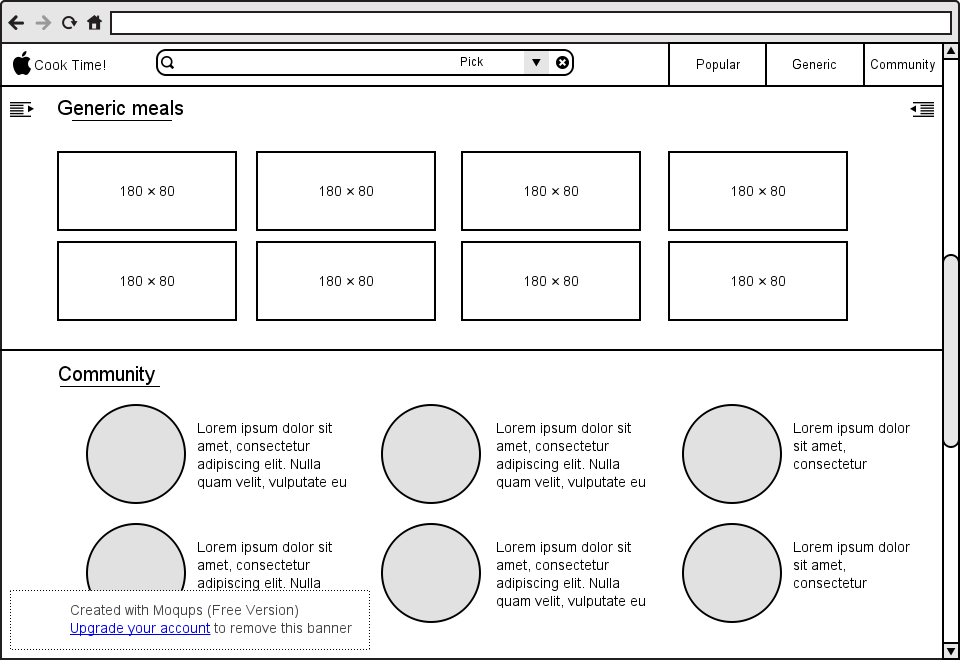 Cook Time!
Pick
Popular
Generic
Community
Generic meals
180 × 80
180 × 80
180 × 80
180 × 80
180 × 80
180 × 80
180 × 80
180 × 80
Community
Lorem ipsum dolor sit
amet, consectetur
adipiscing elit. Nulla
quam velit, vulputate eu
Lorem ipsum dolor sit
amet, consectetur
adipiscing elit. Nulla
quam velit, vulputate eu
Lorem ipsum dolor
sit amet,
consectetur
Lorem ipsum dolor sit
amet, consectetur
adipiscing elit. Nulla
Lorem ipsum dolor sit
amet, consectetur
adipiscing elit. Nulla
quam velit, vulputate eu
Lorem ipsum dolor
sit amet,
consectetur
Created with Moqups (Free Version)
Upgrade your account to remove this banner